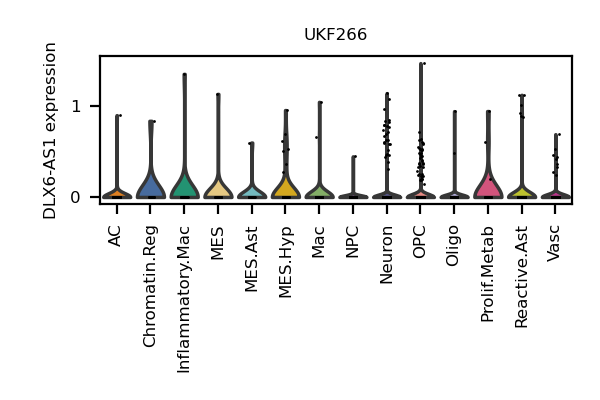 UKF266
DLX6-AS1 expression
1
0
AC
Chromatin.Reg
Inflammatory.Mac
MES
MES.Ast
MES.Hyp
Mac
NPC
Neuron
OPC
Oligo
Prolif.Metab
Reactive.Ast
Vasc